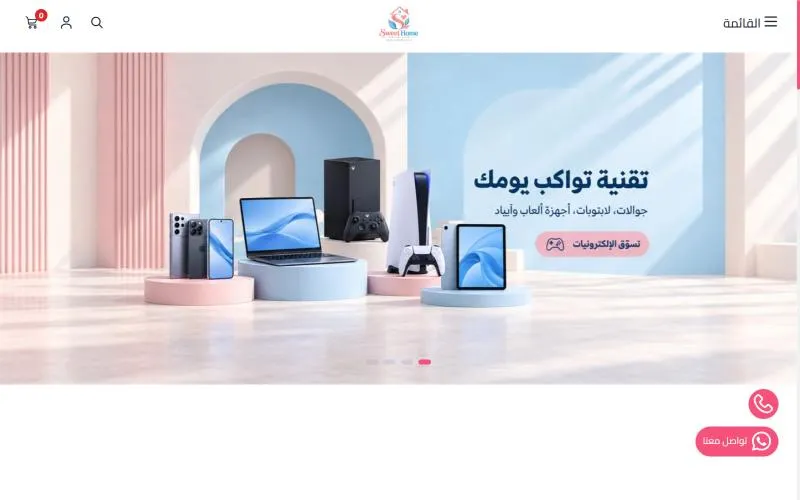 القائمة
Sweet Home
0
تقنية تواكب يومك
جوالات، لابتوبات، أجهزة ألعاب وآيباد
تسوّق الإلكترونيات
تواصل معنا